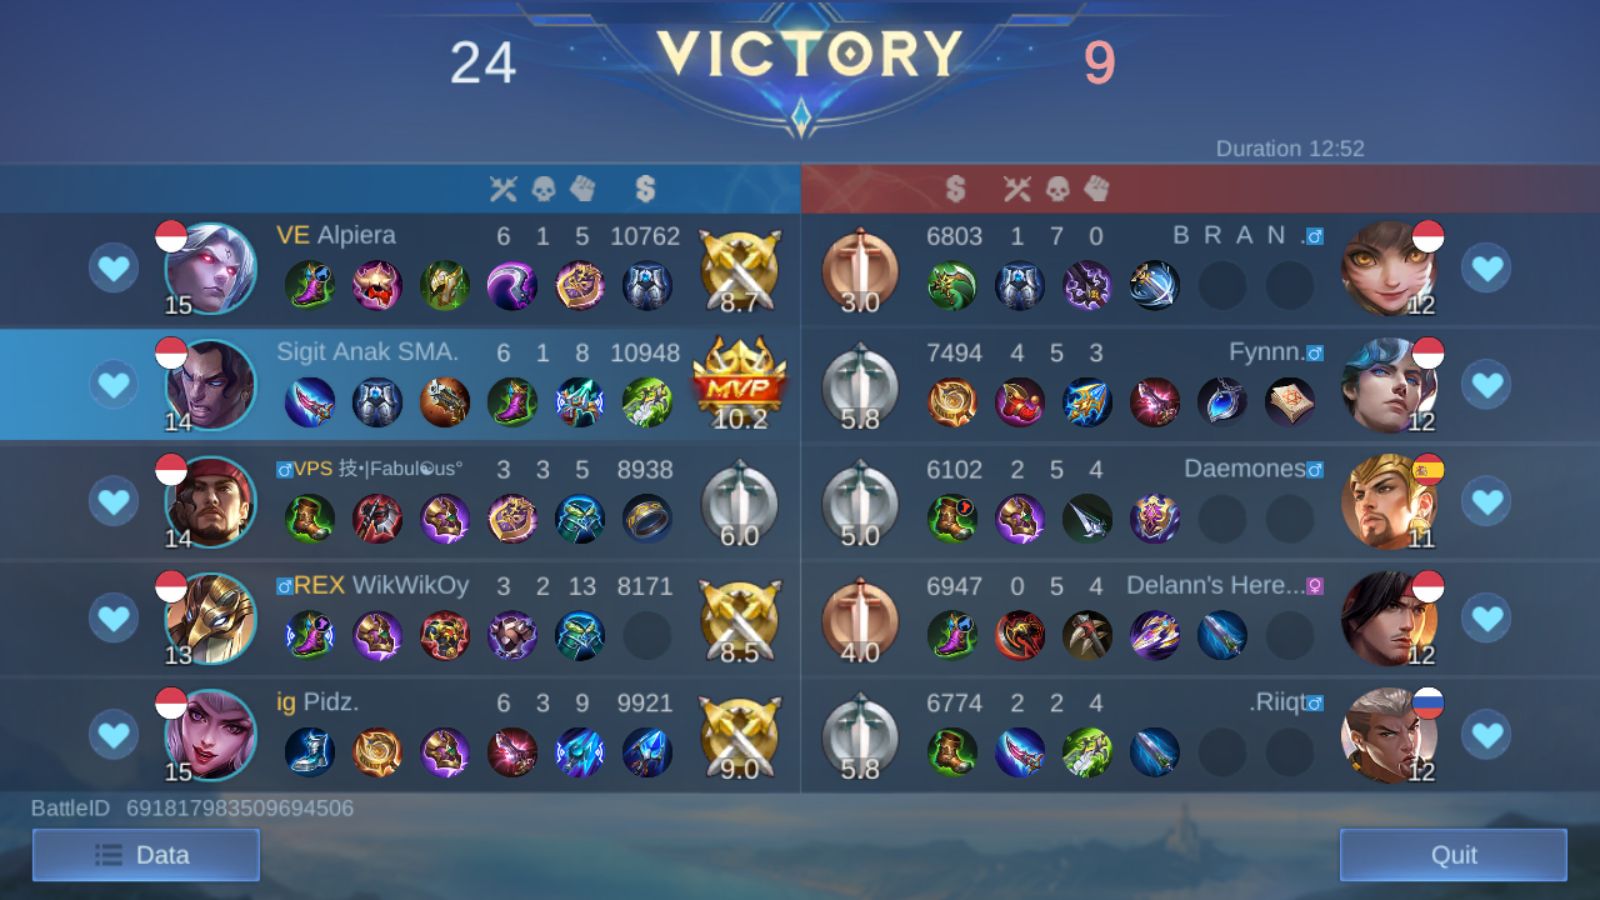 24 VICTORY 9
Duration 12:52
VE Alpiera 6 1 5 10762
15 8.7
6803 1 7 0 B R A N .
3.0 12
Sigit Anak SMA. 6 1 8 10948
14 MVP 10.2
7494 4 5 3 Fynnn.
5.8 12
VPS 技•|Fabul☯us° 3 3 5 8938
14 6.0
6102 2 5 4 Daemones
5.0 11
REX WikWikOy 3 2 13 8171
13 8.5
6947 0 5 4 Delann's Here...
4.0 12
ig Pidz. 6 3 9 9921
15 9.0
6774 2 2 4 .Riiqt
5.8 12
BattleID 691817983509694506
Data Quit